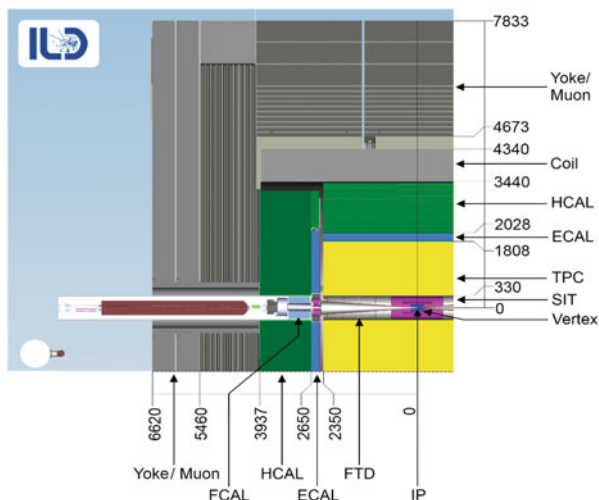 ILD
7833
Yoke/
Muon
4673
4340
Coil
3440
HCAL
2028
ECAL
1808
TPC
330
SIT
0
Vertex
6620
5460
3937
2650
2350
0
Yoke/ Muon
HCAL
FTD
FCAL
ECAL
IP